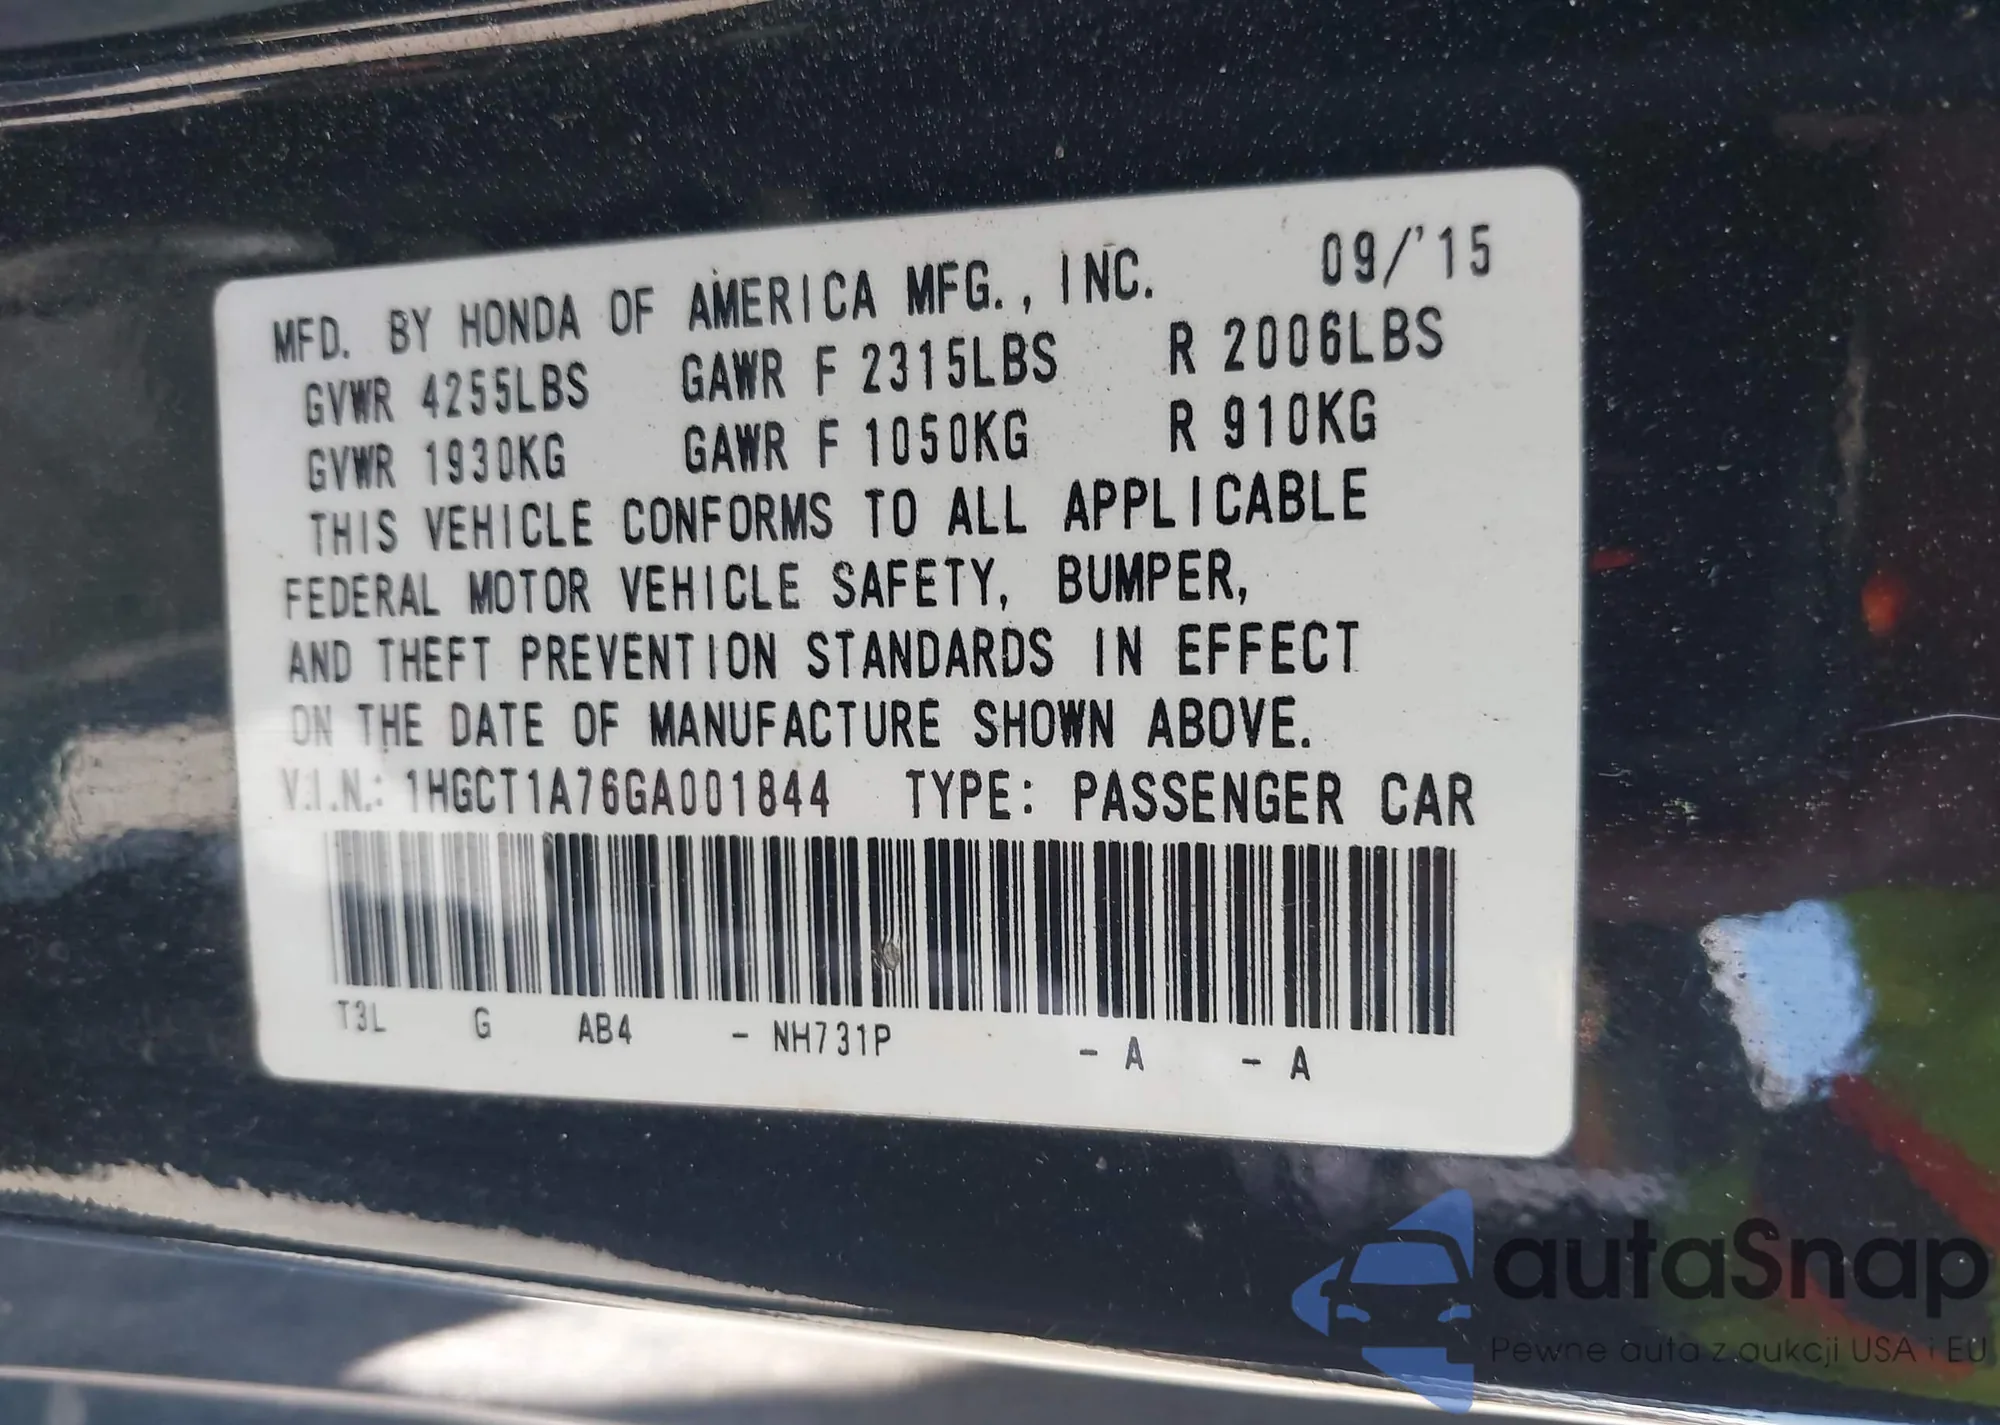 MFD. BY HONDA OF AMERICA MFG., INC. 09/'15
GVWR 4255LBS GAWR F 2315LBS R 2006LBS
GVWR 1930KG GAWR F 1050KG R 910KG
THIS VEHICLE CONFORMS TO ALL APPLICABLE
FEDERAL MOTOR VEHICLE SAFETY, BUMPER,
AND THEFT PREVENTION STANDARDS IN EFFECT
ON THE DATE OF MANUFACTURE SHOWN ABOVE.
V.I.N.: 1HGCT1A76GA001844 TYPE: PASSENGER CAR
T3L G AB4 - NH731P - A - A
autaSnap
Pewne auta z aukcji USA i EU